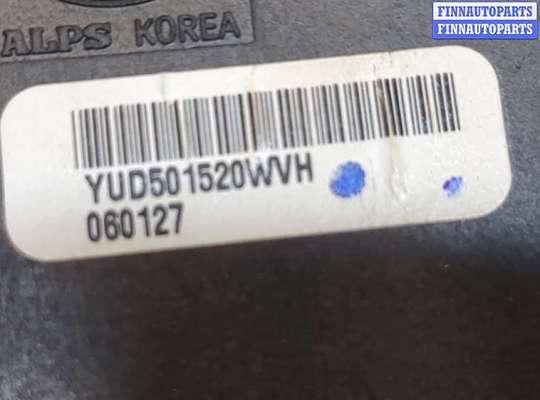 FINNAUTOPARTS
FINNAUTOPARTS
ALPS KOREA
YUD501520WVH
060127